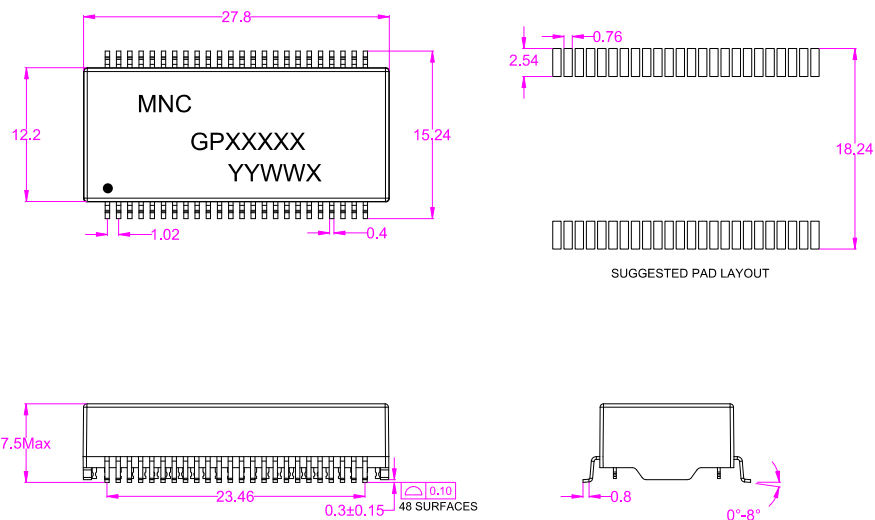 27.8
0.76
2.54
MNC
12.2
GPXXXXX
15.24
18.24
YYWWX
1.02
0.4
SUGGESTED PAD LAYOUT
7.5Max
23.46
0.10
0.3±0.15
48 SURFACES
0.8
0°-8°